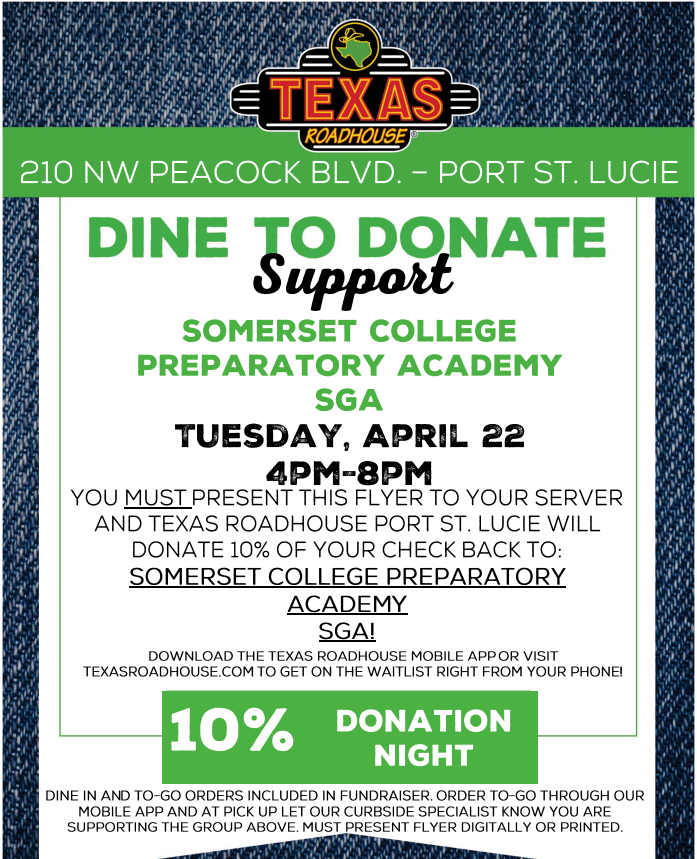 TEXAS
ROADHOUSE®
210 NW PEACOCK BLVD. – PORT ST. LUCIE
DINE TO DONATE
Support
SOMERSET COLLEGE
PREPARATORY ACADEMY
SGA
TUESDAY, APRIL 22
4PM-8PM
YOU MUST PRESENT THIS FLYER TO YOUR SERVER
AND TEXAS ROADHOUSE PORT ST. LUCIE WILL
DONATE 10% OF YOUR CHECK BACK TO:
SOMERSET COLLEGE PREPARATORY
ACADEMY
SGA!
DOWNLOAD THE TEXAS ROADHOUSE MOBILE APP OR VISIT
TEXASROADHOUSE.COM TO GET ON THE WAITLIST RIGHT FROM YOUR PHONE!
10% DONATION
NIGHT
DINE IN AND TO-GO ORDERS INCLUDED IN FUNDRAISER. ORDER TO-GO THROUGH OUR
MOBILE APP AND AT PICK UP LET OUR CURBSIDE SPECIALIST KNOW YOU ARE
SUPPORTING THE GROUP ABOVE. MUST PRESENT FLYER DIGITALLY OR PRINTED.